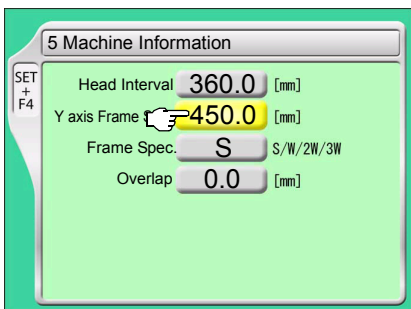 5 Machine Information
SET
+
F4
Head Interval 360.0 [mm]
Y axis Frame 450.0 [mm]
Frame Spec. S S/W/2W/3W
Overlap 0.0 [mm]